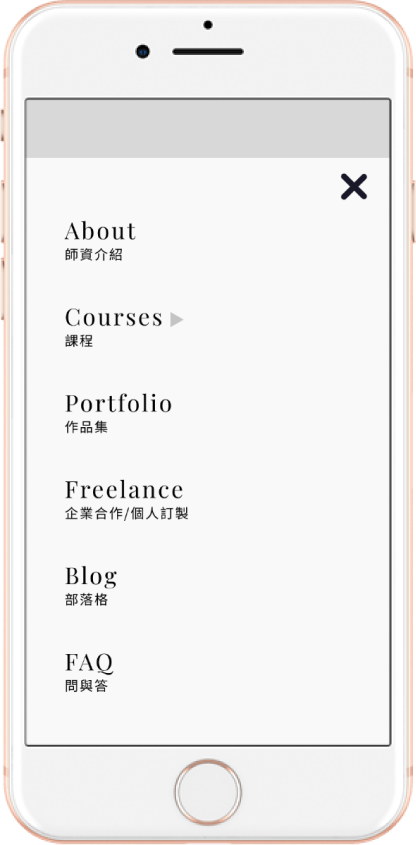 About
師資介紹
Courses
課程
Portfolio
作品集
Freelance
企業合作/個人訂製
Blog
部落格
FAQ
問與答